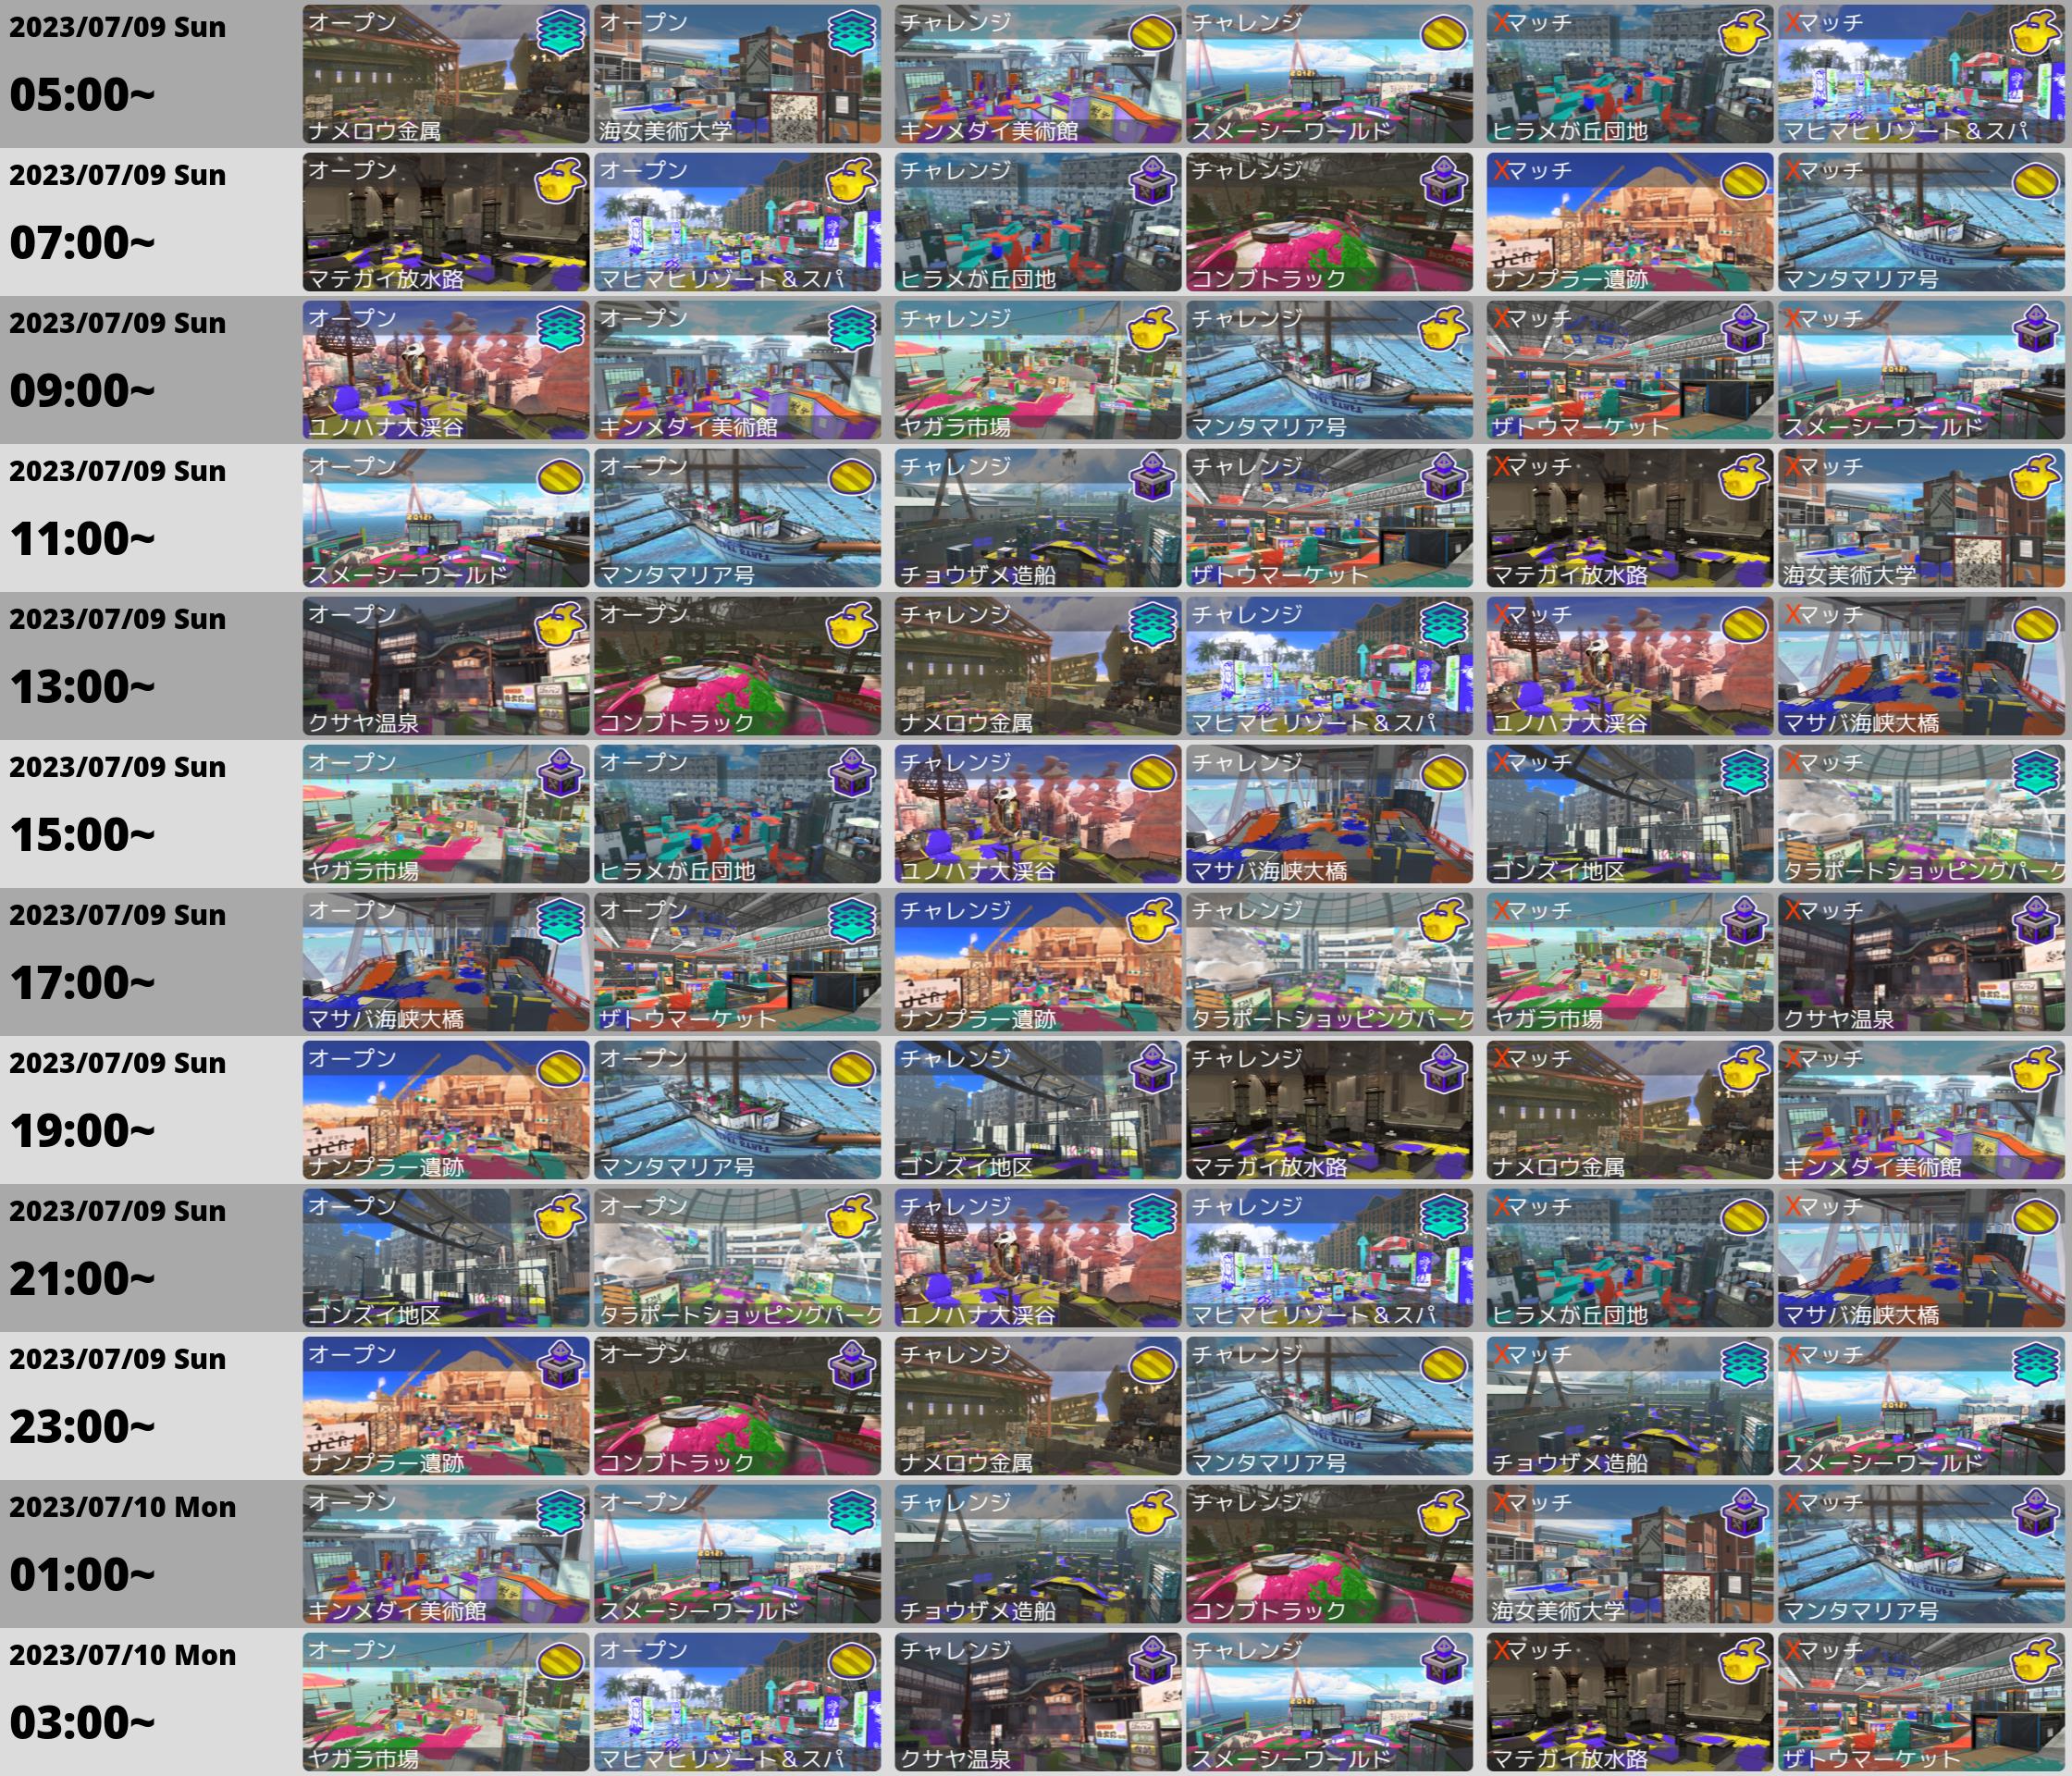 2023/07/09 Sun
05:00~
オープン
ナメロウ金属
オープン
海女美術大学
チャレンジ
キンメダイ美術館
チャレンジ
スメーシーワールド
Xマッチ
ヒラメが丘団地
Xマッチ
マヒマヒリゾート＆スパ
2023/07/09 Sun
07:00~
オープン
マテガイ放水路
オープン
マヒマヒリゾート＆スパ
チャレンジ
ヒラメが丘団地
チャレンジ
コンブトラック
Xマッチ
ナンプラー遺跡
Xマッチ
マンタマリア号
2023/07/09 Sun
09:00~
オープン
ユノハナ大渓谷
オープン
キンメダイ美術館
チャレンジ
ヤガラ市場
チャレンジ
マンタマリア号
Xマッチ
ザトウマーケット
Xマッチ
スメーシーワールド
2023/07/09 Sun
11:00~
オープン
スメーシーワールド
オープン
マンタマリア号
チャレンジ
チョウザメ造船
チャレンジ
ザトウマーケット
Xマッチ
マテガイ放水路
Xマッチ
海女美術大学
2023/07/09 Sun
13:00~
オープン
クサヤ温泉
オープン
コンブトラック
チャレンジ
ナメロウ金属
チャレンジ
マヒマヒリゾート＆スパ
Xマッチ
ユノハナ大渓谷
Xマッチ
マサバ海峡大橋
2023/07/09 Sun
15:00~
オープン
ヤガラ市場
オープン
ヒラメが丘団地
チャレンジ
ユノハナ大渓谷
チャレンジ
マサバ海峡大橋
Xマッチ
ゴンズイ地区
Xマッチ
タラポートショッピングパーク
2023/07/09 Sun
17:00~
オープン
マサバ海峡大橋
オープン
ザトウマーケット
チャレンジ
ナンプラー遺跡
チャレンジ
タラポートショッピングパーク
Xマッチ
ヤガラ市場
Xマッチ
クサヤ温泉
2023/07/09 Sun
19:00~
オープン
ナンプラー遺跡
オープン
マンタマリア号
チャレンジ
ゴンズイ地区
チャレンジ
マテガイ放水路
Xマッチ
ナメロウ金属
Xマッチ
キンメダイ美術館
2023/07/09 Sun
21:00~
オープン
ゴンズイ地区
オープン
タラポートショッピングパーク
チャレンジ
ユノハナ大渓谷
チャレンジ
マヒマヒリゾート＆スパ
Xマッチ
ヒラメが丘団地
Xマッチ
マサバ海峡大橋
2023/07/09 Sun
23:00~
オープン
ナンプラー遺跡
オープン
コンブトラック
チャレンジ
ナメロウ金属
チャレンジ
マンタマリア号
Xマッチ
チョウザメ造船
Xマッチ
スメーシーワールド
2023/07/10 Mon
01:00~
オープン
キンメダイ美術館
オープン
スメーシーワールド
チャレンジ
チョウザメ造船
チャレンジ
コンブトラック
Xマッチ
海女美術大学
Xマッチ
マンタマリア号
2023/07/10 Mon
03:00~
オープン
ヤガラ市場
オープン
マヒマヒリゾート＆スパ
チャレンジ
クサヤ温泉
チャレンジ
スメーシーワールド
Xマッチ
マテガイ放水路
Xマッチ
ザトウマーケット